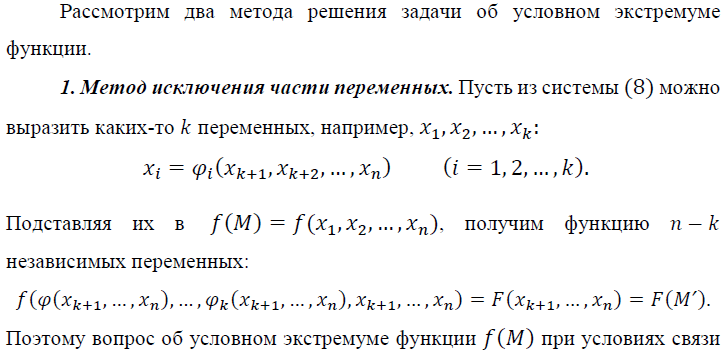 Рассмотрим два метода решения задачи об условном экстремуме
функции.
1. Метод исключения части переменных. Пусть из системы (8) можно
выразить каких-то k переменных, например, x₁, x₂, … , xₖ:
xᵢ = φᵢ(xₖ₊₁, xₖ₊₂, … , xₙ) (i = 1, 2, … , k).
Подставляя их в f(M) = f(x₁, x₂, … , xₙ), получим функцию n − k
независимых переменных:
f(φ(xₖ₊₁, … , xₙ), … , φₖ(xₖ₊₁, … , xₙ), xₖ₊₁, … , xₙ) = F(xₖ₊₁, … , xₙ) = F(M′).
Поэтому вопрос об условном экстремуме функции f(M) при условиях связи